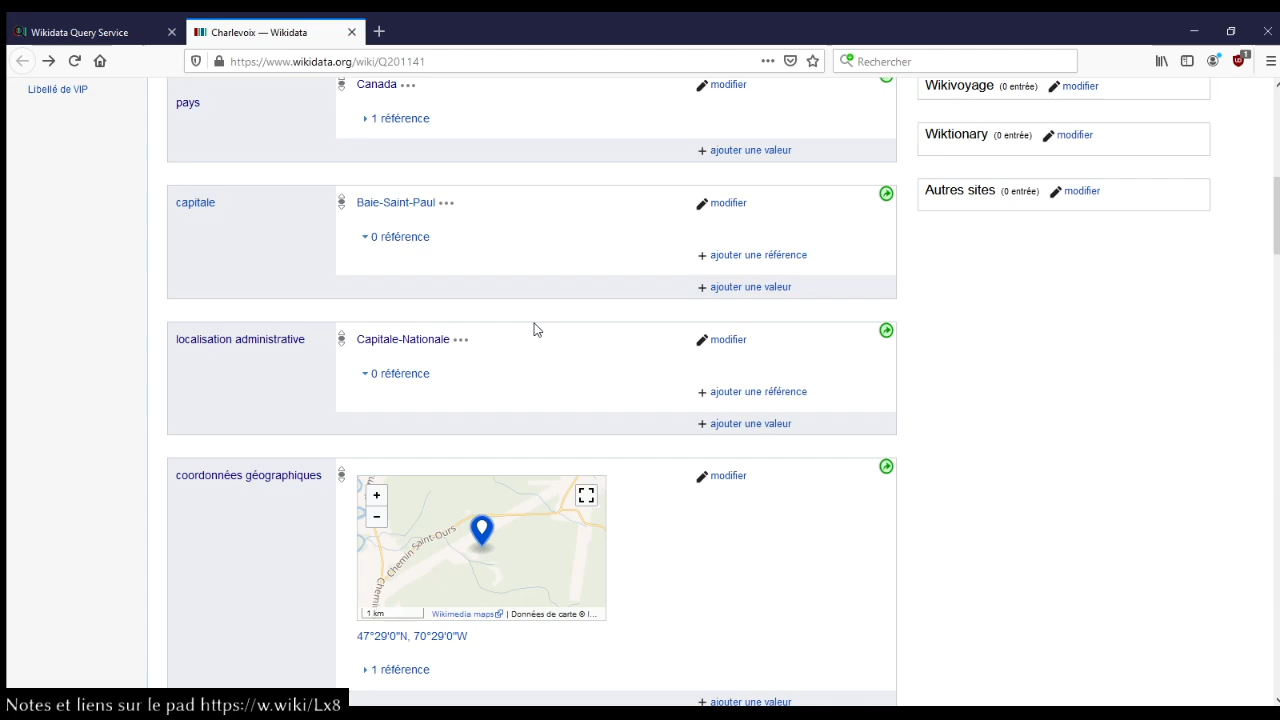 Wikidata Query Service
Charlevoix — Wikidata
https://www.wikidata.org/wiki/Q201141
Rechercher
1
Libellé de VIP
pays
Canada
modifier
1 référence
ajouter une valeur
capitale
Baie-Saint-Paul
modifier
0 référence
ajouter une référence
ajouter une valeur
localisation administrative
Capitale-Nationale
modifier
0 référence
ajouter une référence
ajouter une valeur
coordonnées géographiques
modifier
+
−
Chemin Saint-Ours
1 km
Wikimedia maps | Données de carte ©
47°29'0"N, 70°29'0"W
1 référence
ajouter une valeur
Wikivoyage (0 entrée) modifier
Wiktionary (0 entrée) modifier
Autres sites (0 entrée) modifier
Notes et liens sur le pad https://w.wiki/Lx8